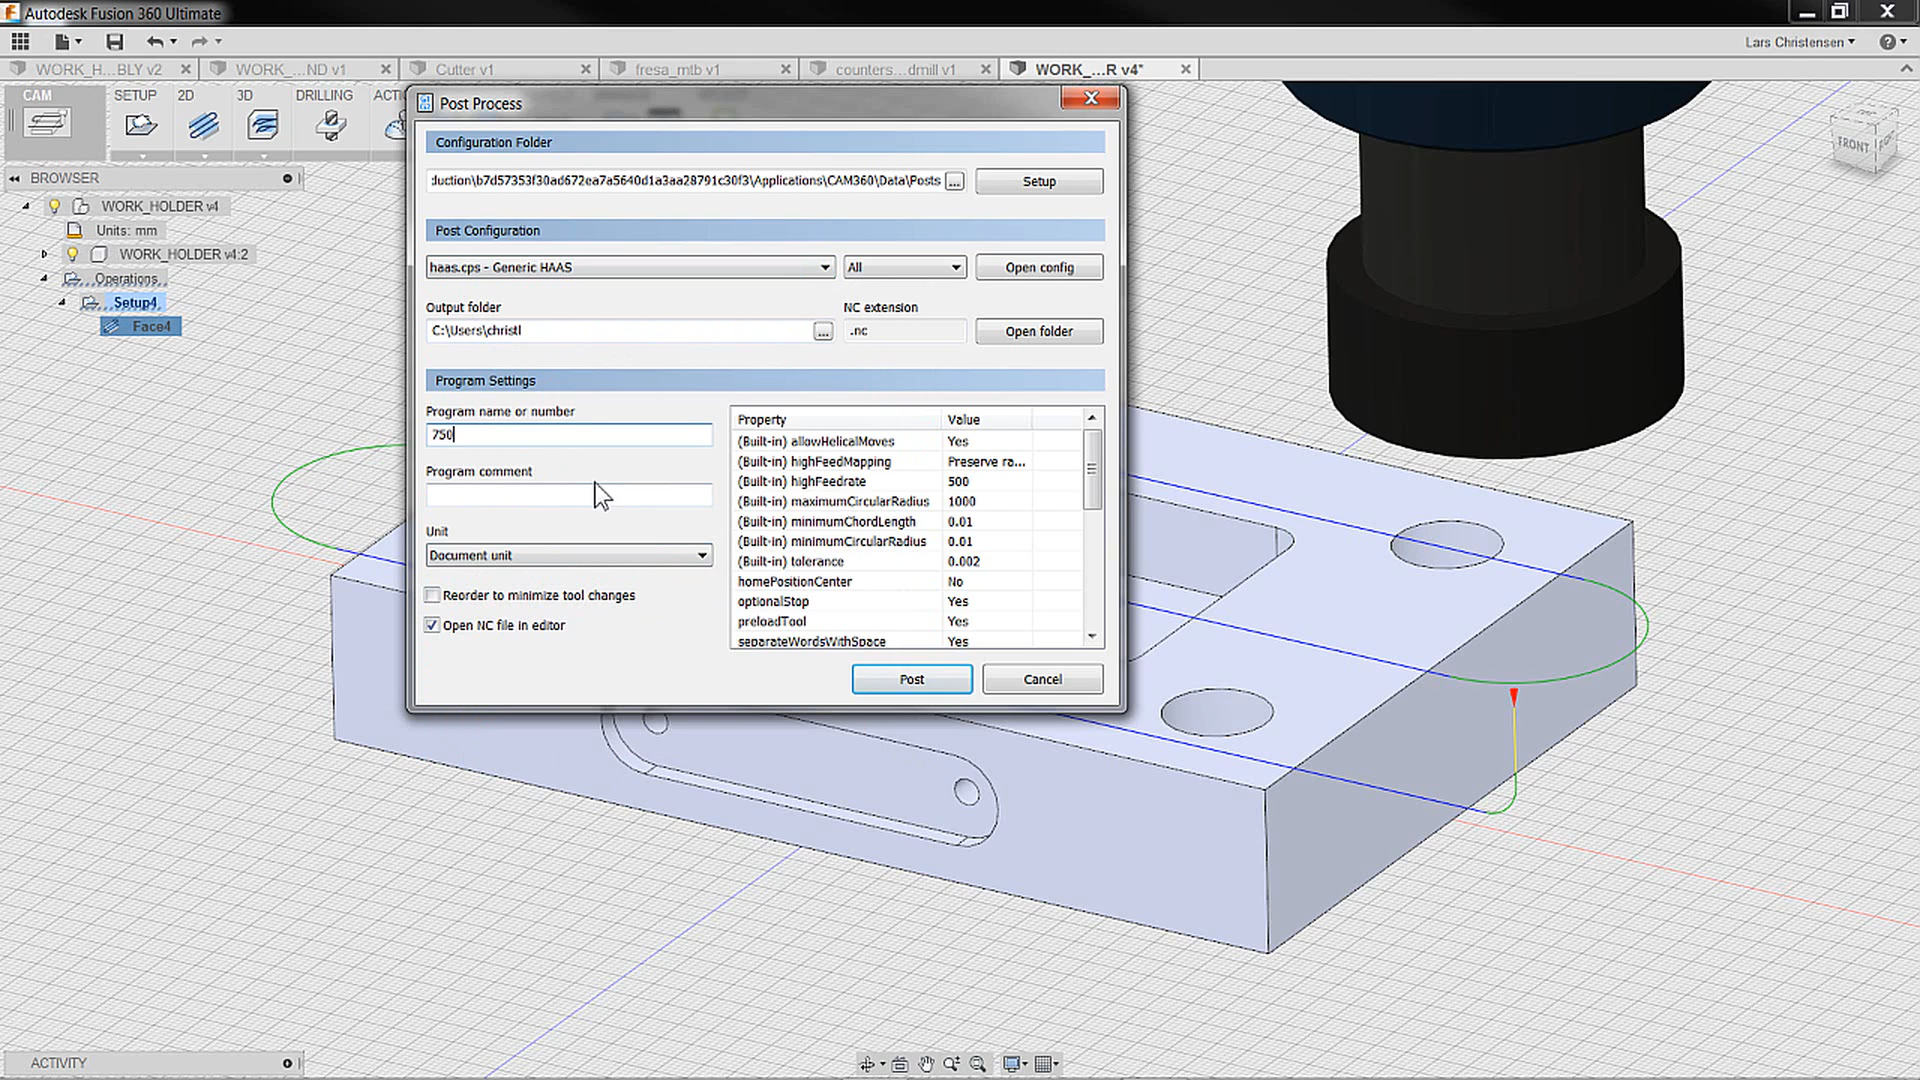 Autodesk Fusion 360 Ultimate
Lars Christensen
WORK_H...BLY v2
WORK_...ND v1
Cutter v1
fresa_mtb v1
counters...drmill v1
WORK_...R v4*
CAM
SETUP
2D
3D
DRILLING
BROWSER
WORK_HOLDER v4
Units: mm
WORK_HOLDER v4:2
Operations
Setup4
Face4
Post Process
Configuration Folder
duction\b7d57353f30ad672ea7a5640d1a3aa28791c30f3\Applications\CAM360\Data\Posts
...
Setup
Post Configuration
haas.cps - Generic HAAS
All
Open config
Output folder
NC extension
C:\Users\christl
...
.nc
Open folder
Program Settings
Program name or number
750
Program comment
Unit
Document unit
Reorder to minimize tool changes
Open NC file in editor
Property Value
(Built-in) allowHelicalMoves Yes
(Built-in) highFeedMapping Preserve ra...
(Built-in) highFeedrate 500
(Built-in) maximumCircularRadius 1000
(Built-in) minimumChordLength 0.01
(Built-in) minimumCircularRadius 0.01
(Built-in) tolerance 0.002
homePositionCenter No
optionalStop Yes
preloadTool Yes
separateWordsWithSpace Yes
Post
Cancel
FRONT
ACTIVITY